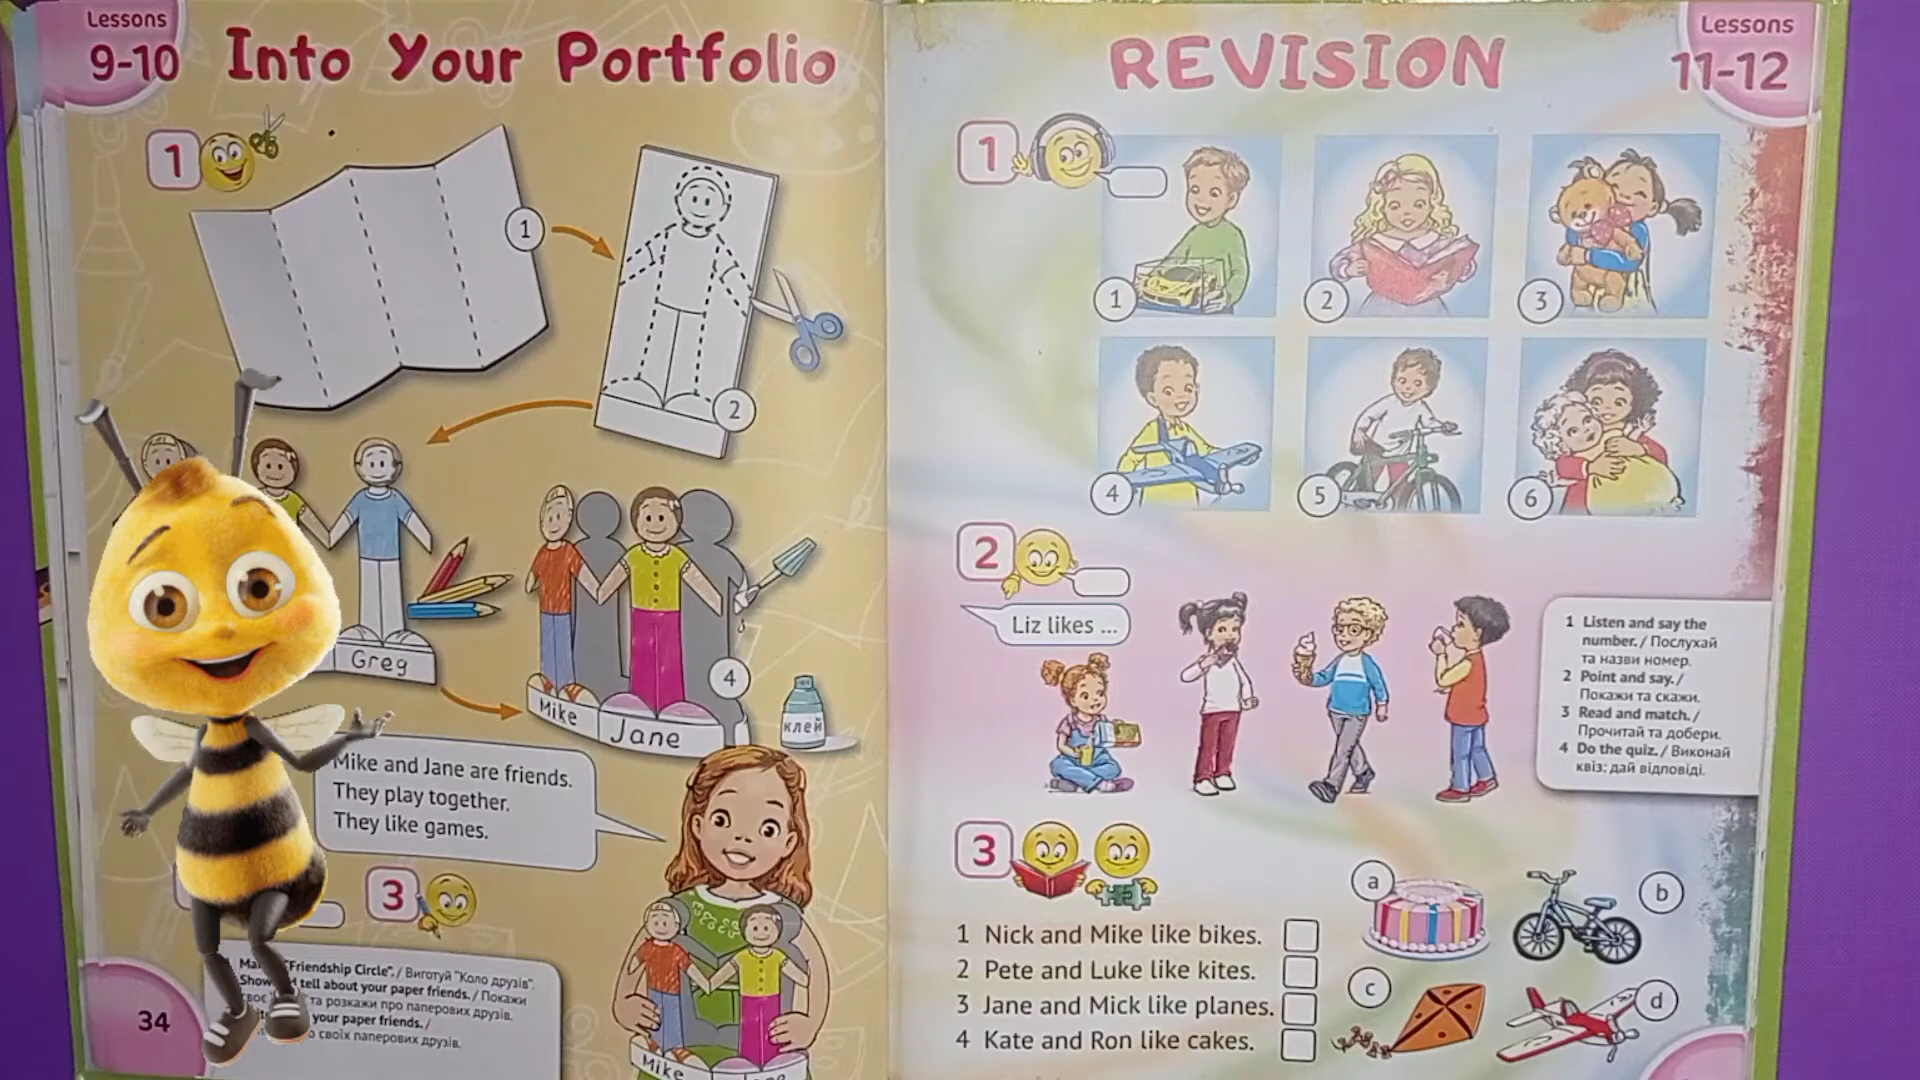 Lessons
9-10
Into Your Portfolio
1
1
2
Greg
4
Mike
Jane
клей
Mike and Jane are friends.
They play together.
They like games.
3
"Friendship Circle". / Виготуй "Коло друзів".
tell about your paper friends. / Покажи
та розкажи про паперових друзів.
your paper friends. /
своїх паперових друзів.
34
Mike
REVISION
Lessons
11-12
1
1
2
3
4
5
6
2
Liz likes ...
1 Listen and say the
number. / Послухай
та назви номер.
2 Point and say. /
Покажи та скажи.
3 Read and match. /
Прочитай та добери.
4 Do the quiz. / Виконай
квіз: дай відповіді.
3
1 Nick and Mike like bikes.
2 Pete and Luke like kites.
3 Jane and Mick like planes.
4 Kate and Ron like cakes.
a
b
c
d